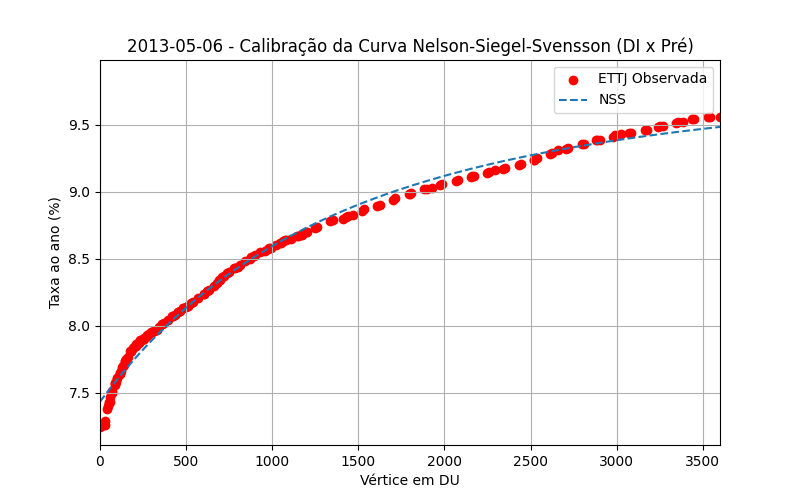 2013-05-06 - Calibração da Curva Nelson-Siegel-Svensson (DI x Pré)
ETTJ Observada
NSS
Taxa ao ano (%)
9.5
9.0
8.5
8.0
7.5
0 500 1000 1500 2000 2500 3000 3500
Vértice em DU